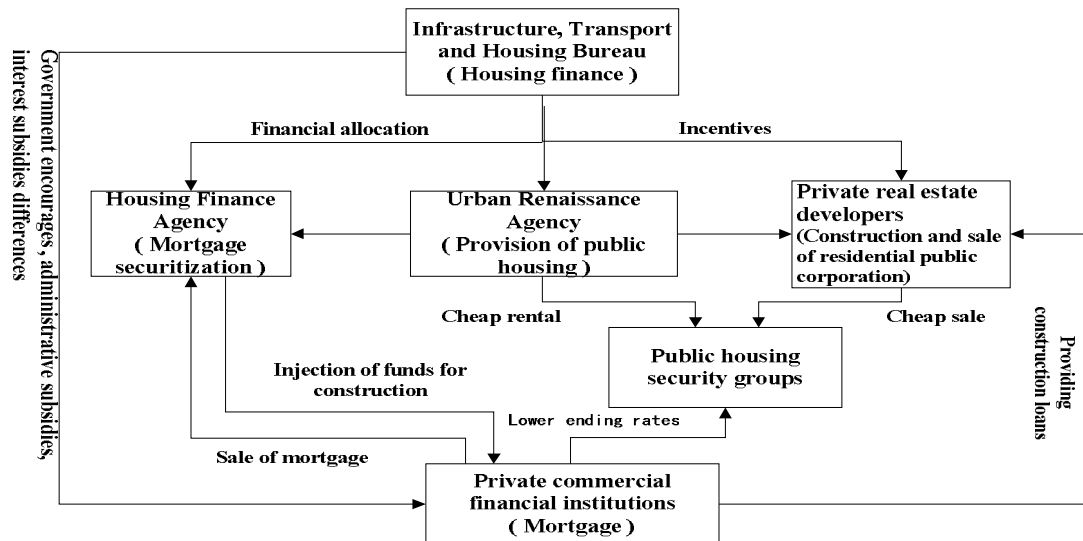 Infrastructure, Transport
and Housing Bureau
( Housing finance )
Government encourages , administrative subsidies,
interest subsidies differences
Financial allocation
Incentives
Housing Finance
Agency
( Mortgage
securitization )
Urban Renaissance
Agency
( Provision of public
housing )
Private real estate
developers
(Construction and sale
of residential public
corporation)
Cheap rental
Cheap sale
Public housing
security groups
Injection of funds for
construction
Lower ending rates
Sale of mortgage
Providing
construction loans
Private commercial
financial institutions
( Mortgage )